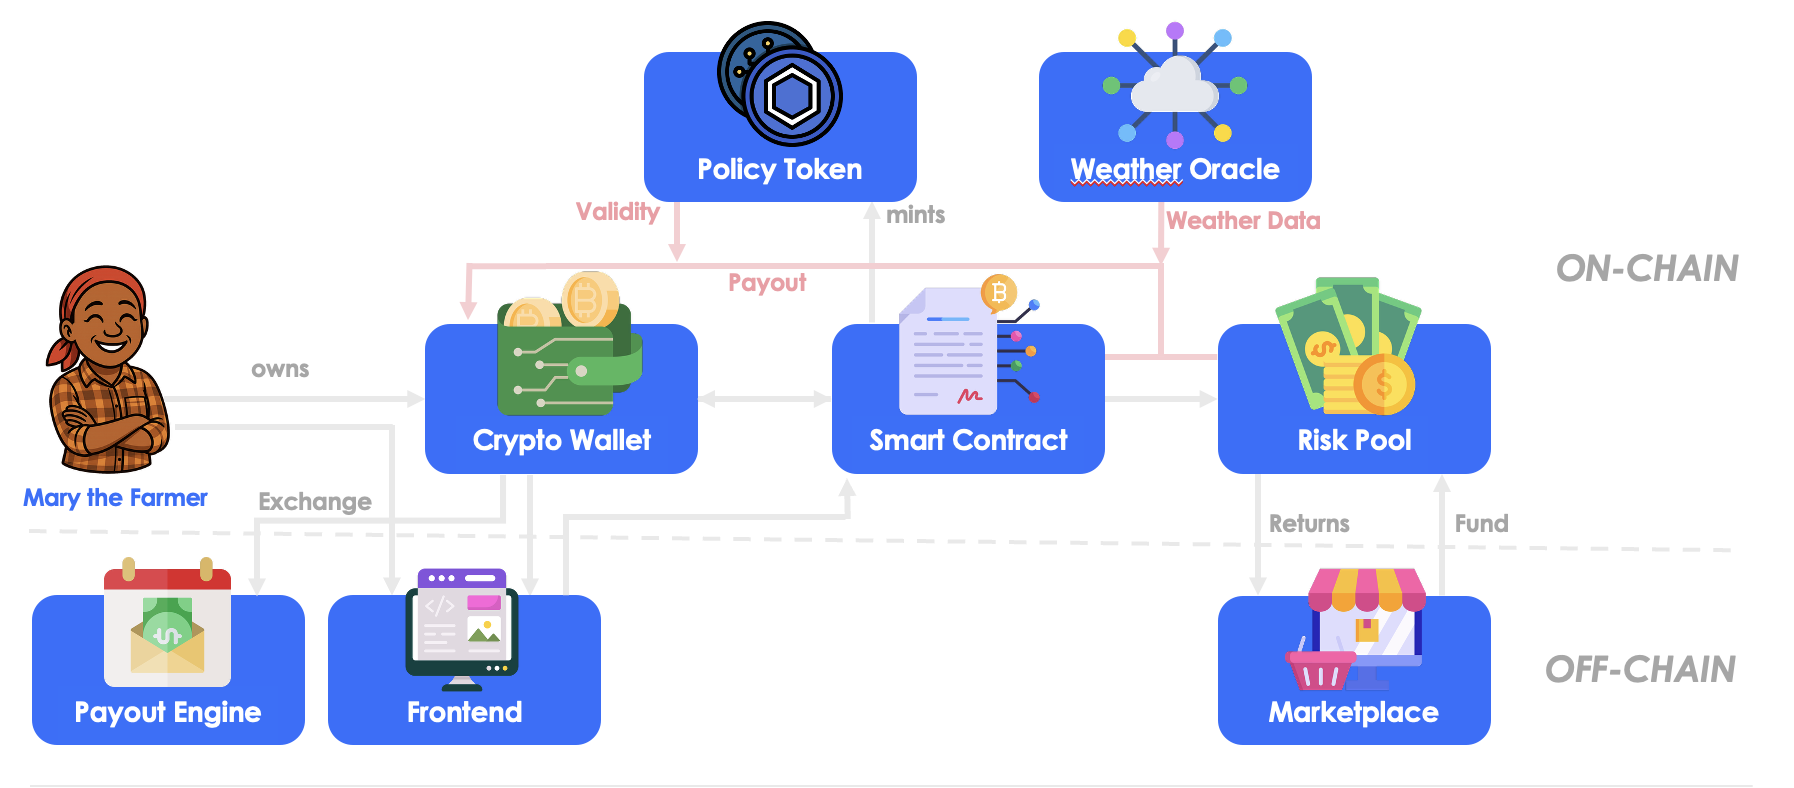 Policy Token
Weather Oracle
Validity
mints
Weather Data
Payout
ON-CHAIN
owns
Crypto Wallet
Smart Contract
Risk Pool
Mary the Farmer
Exchange
Returns
Fund
Payout Engine
Frontend
Marketplace
OFF-CHAIN